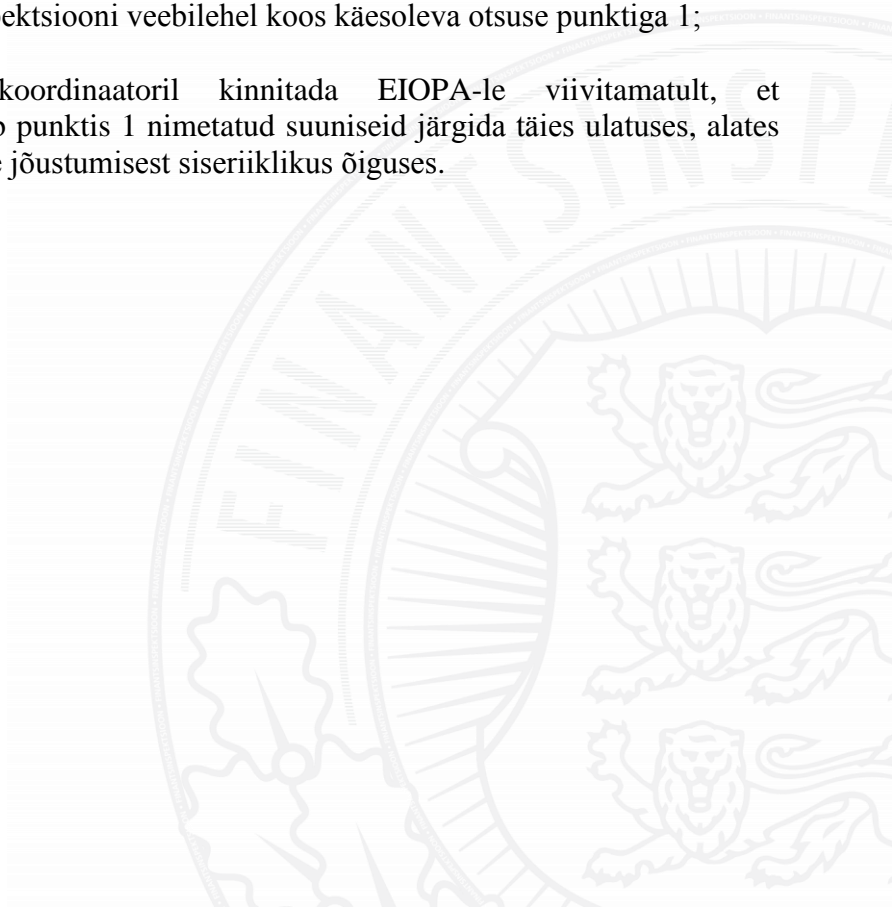 ektsiooni veebilehel koos käesoleva otsuse punktiga 1;
koordinaatoril kinnitada EIOPA-le viivitamatult, et
punktis 1 nimetatud suuniseid järgida täies ulatuses, alates
jõustumisest siseriiklikus õiguses.
FINANTSINSP